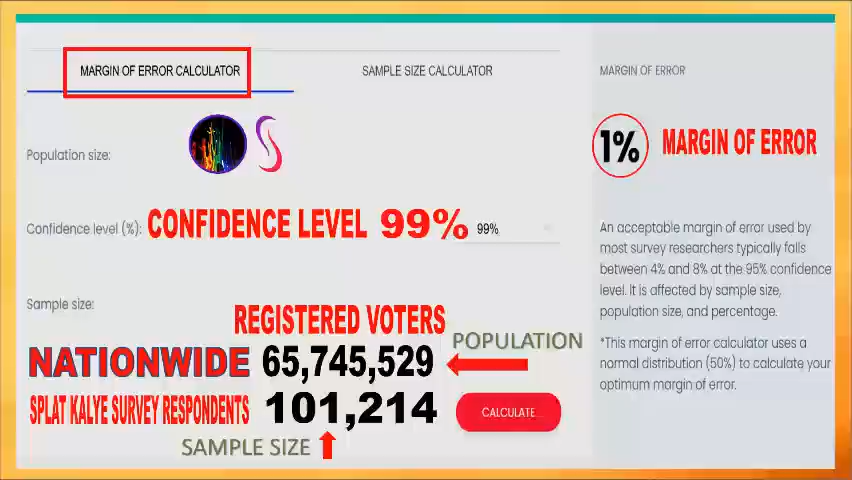 MARGIN OF ERROR CALCULATOR
SAMPLE SIZE CALCULATOR
MARGIN OF ERROR
Population size:
1% MARGIN OF ERROR
Confidence level (%): CONFIDENCE LEVEL 99% 99%
An acceptable margin of error used by
most survey researchers typically falls
between 4% and 8% at the 95% confidence
level. It is affected by sample size,
population size, and percentage.
*This margin of error calculator uses a
normal distribution (50%) to calculate your
optimum margin of error.
Sample size:
REGISTERED VOTERS
NATIONWIDE 65,745,529 POPULATION
SPLAT KALYE SURVEY RESPONDENTS 101,214
CALCULATE
SAMPLE SIZE